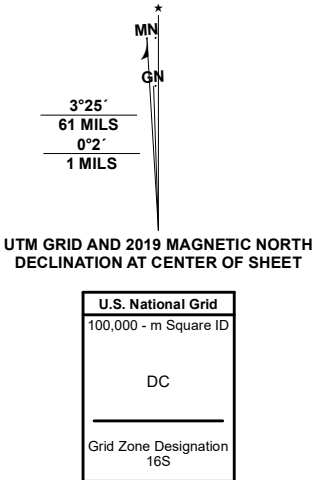 ★
MN
GN
3°25´
61 MILS
0°2´
1 MILS
UTM GRID AND 2019 MAGNETIC NORTH
DECLINATION AT CENTER OF SHEET
U.S. National Grid
100,000 - m Square ID
DC
Grid Zone Designation
16S